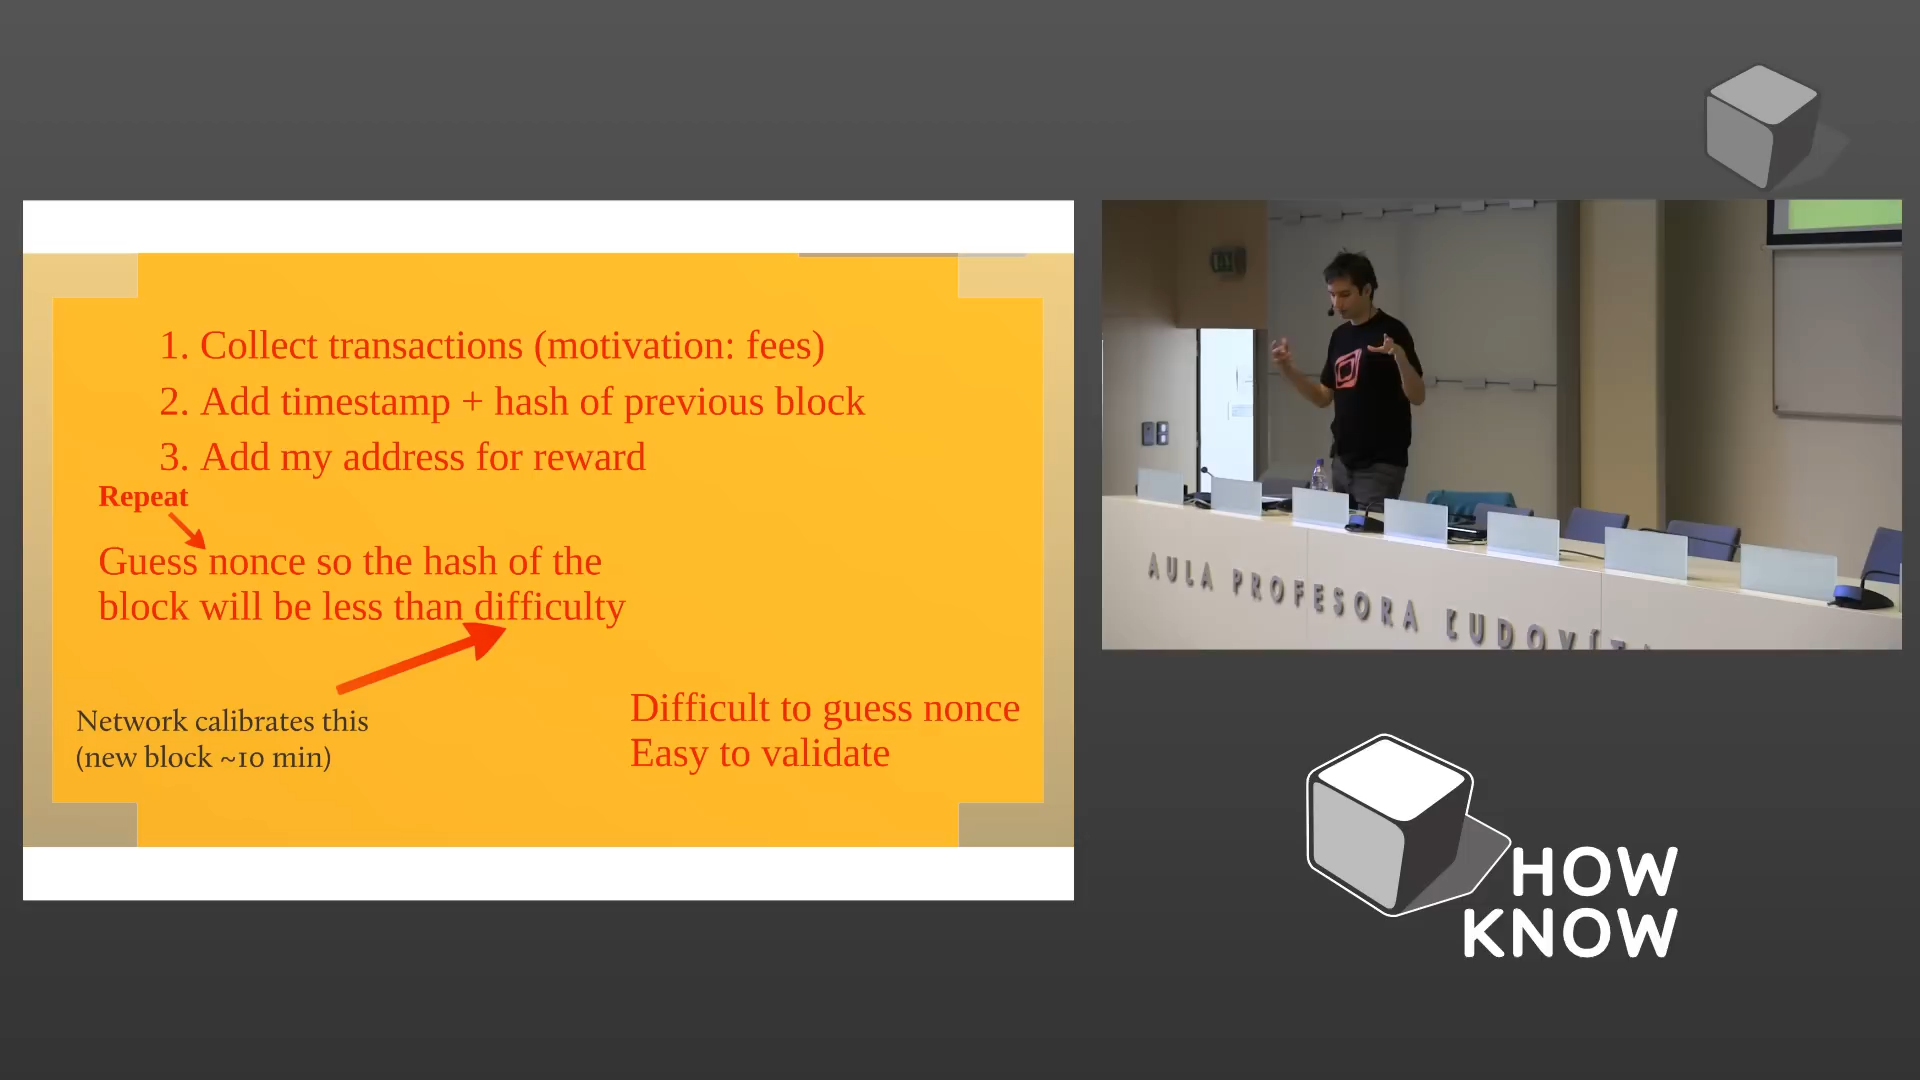 1. Collect transactions (motivation: fees)
2. Add timestamp + hash of previous block
3. Add my address for reward
Repeat
Guess nonce so the hash of the
block will be less than difficulty
Network calibrates this
(new block ~10 min)
Difficult to guess nonce
Easy to validate
AULA PROFESORA ĽUDOVÍTA
HOW
KNOW